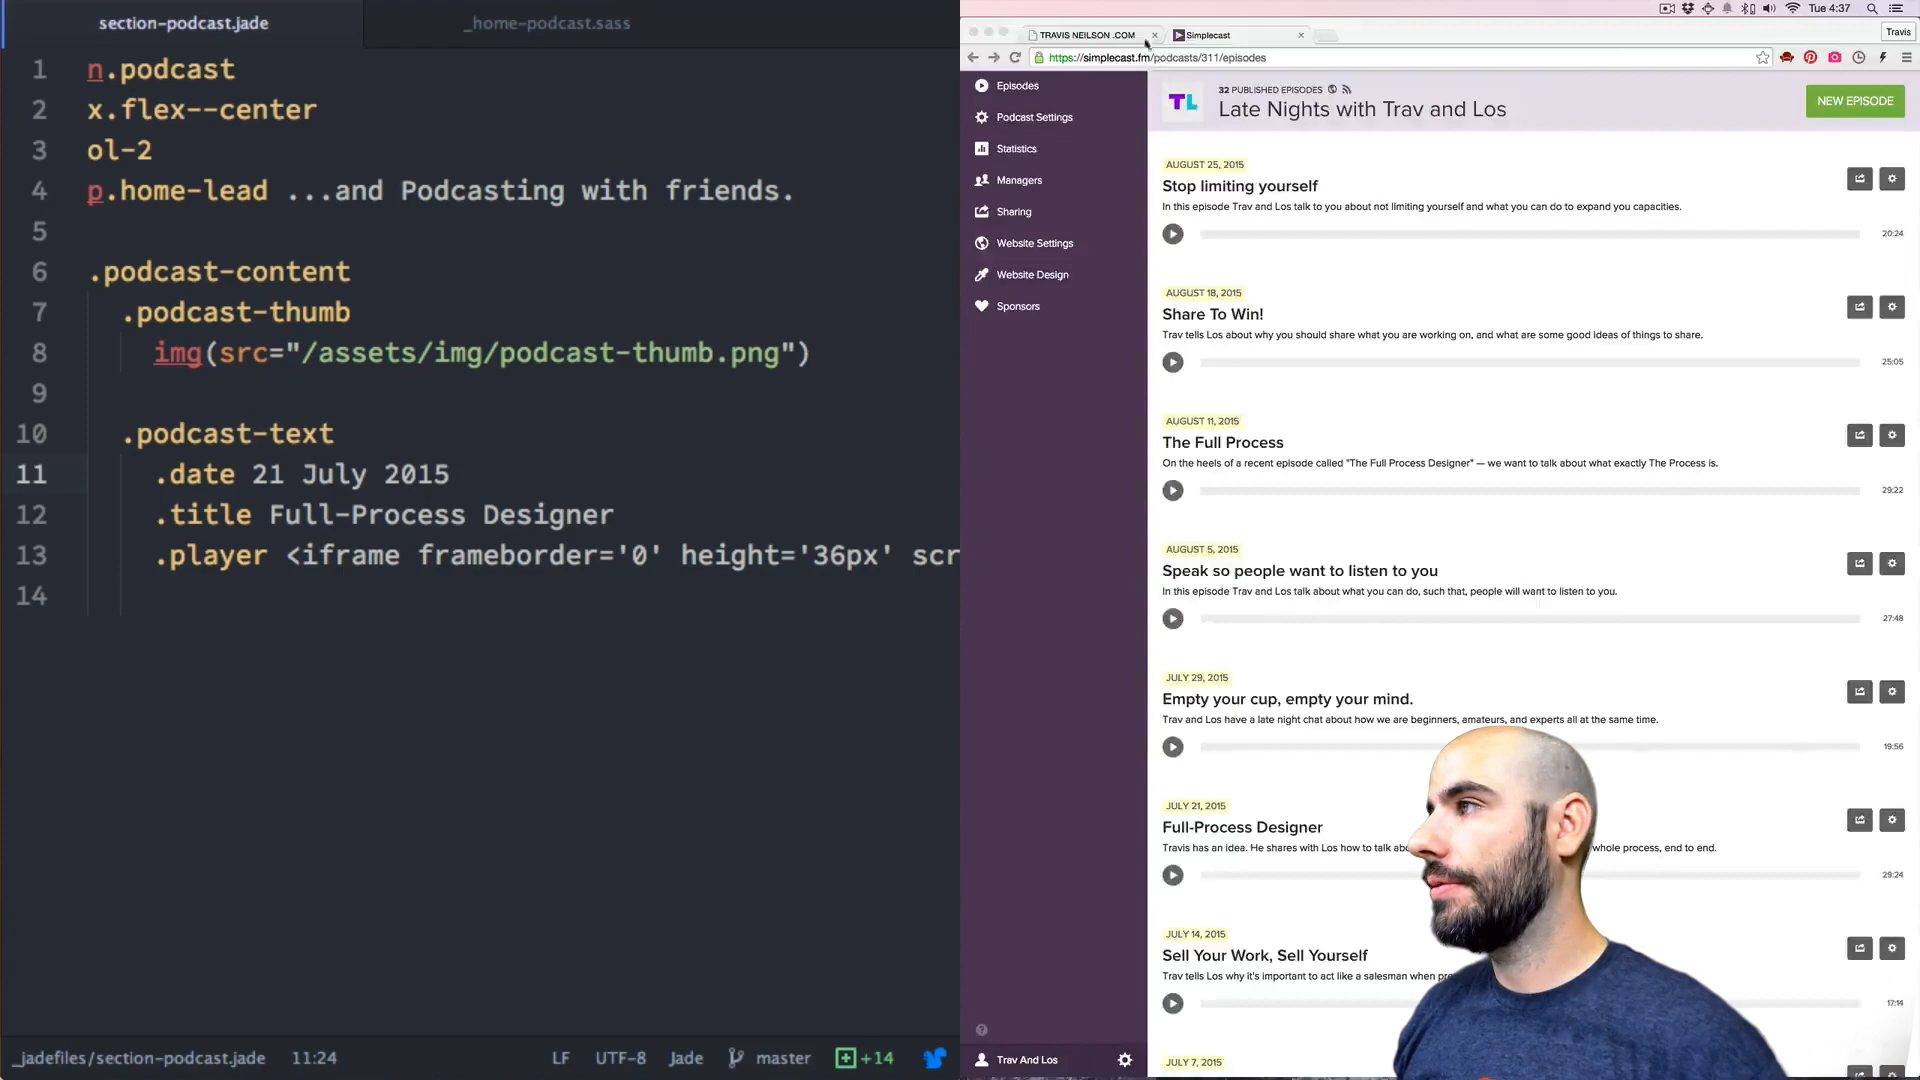 section-podcast.jade
_home-podcast.sass
1 n.podcast
2 x.flex--center
3 ol-2
4 p.home-lead ...and Podcasting with friends.
5
6 .podcast-content
7 .podcast-thumb
8 img(src="/assets/img/podcast-thumb.png")
9
10 .podcast-text
11 .date 21 July 2015
12 .title Full-Process Designer
13 .player <iframe frameborder='0' height='36px' scr
14
_jadefiles/section-podcast.jade 11:24 LF UTF-8 Jade master +14
Tue 4:37
TRAVIS NEILSON .COM
Simplecast
Travis
https://simplecast.fm/podcasts/311/episodes
Episodes
Podcast Settings
Statistics
Managers
Sharing
Website Settings
Website Design
Sponsors
Trav And Los
TL
32 PUBLISHED EPISODES
Late Nights with Trav and Los
NEW EPISODE
AUGUST 25, 2015
Stop limiting yourself
In this episode Trav and Los talk to you about not limiting yourself and what you can do to expand you capacities.
20:24
AUGUST 18, 2015
Share To Win!
Trav tells Los about why you should share what you are working on, and what are some good ideas of things to share.
25:05
AUGUST 11, 2015
The Full Process
On the heels of a recent episode called "The Full Process Designer" — we want to talk about what exactly The Process is.
29:22
AUGUST 5, 2015
Speak so people want to listen to you
In this episode Trav and Los talk about what you can do, such that, people will want to listen to you.
27:48
JULY 29, 2015
Empty your cup, empty your mind.
Trav and Los have a late night chat about how we are beginners, amateurs, and experts all at the same time.
19:56
JULY 21, 2015
Full-Process Designer
Travis has an idea. He shares with Los how to talk whole process, end to end.
29:24
JULY 14, 2015
Sell Your Work, Sell Yourself
Trav tells Los why it's important to act like a salesman when
17:14
JULY 7, 2015